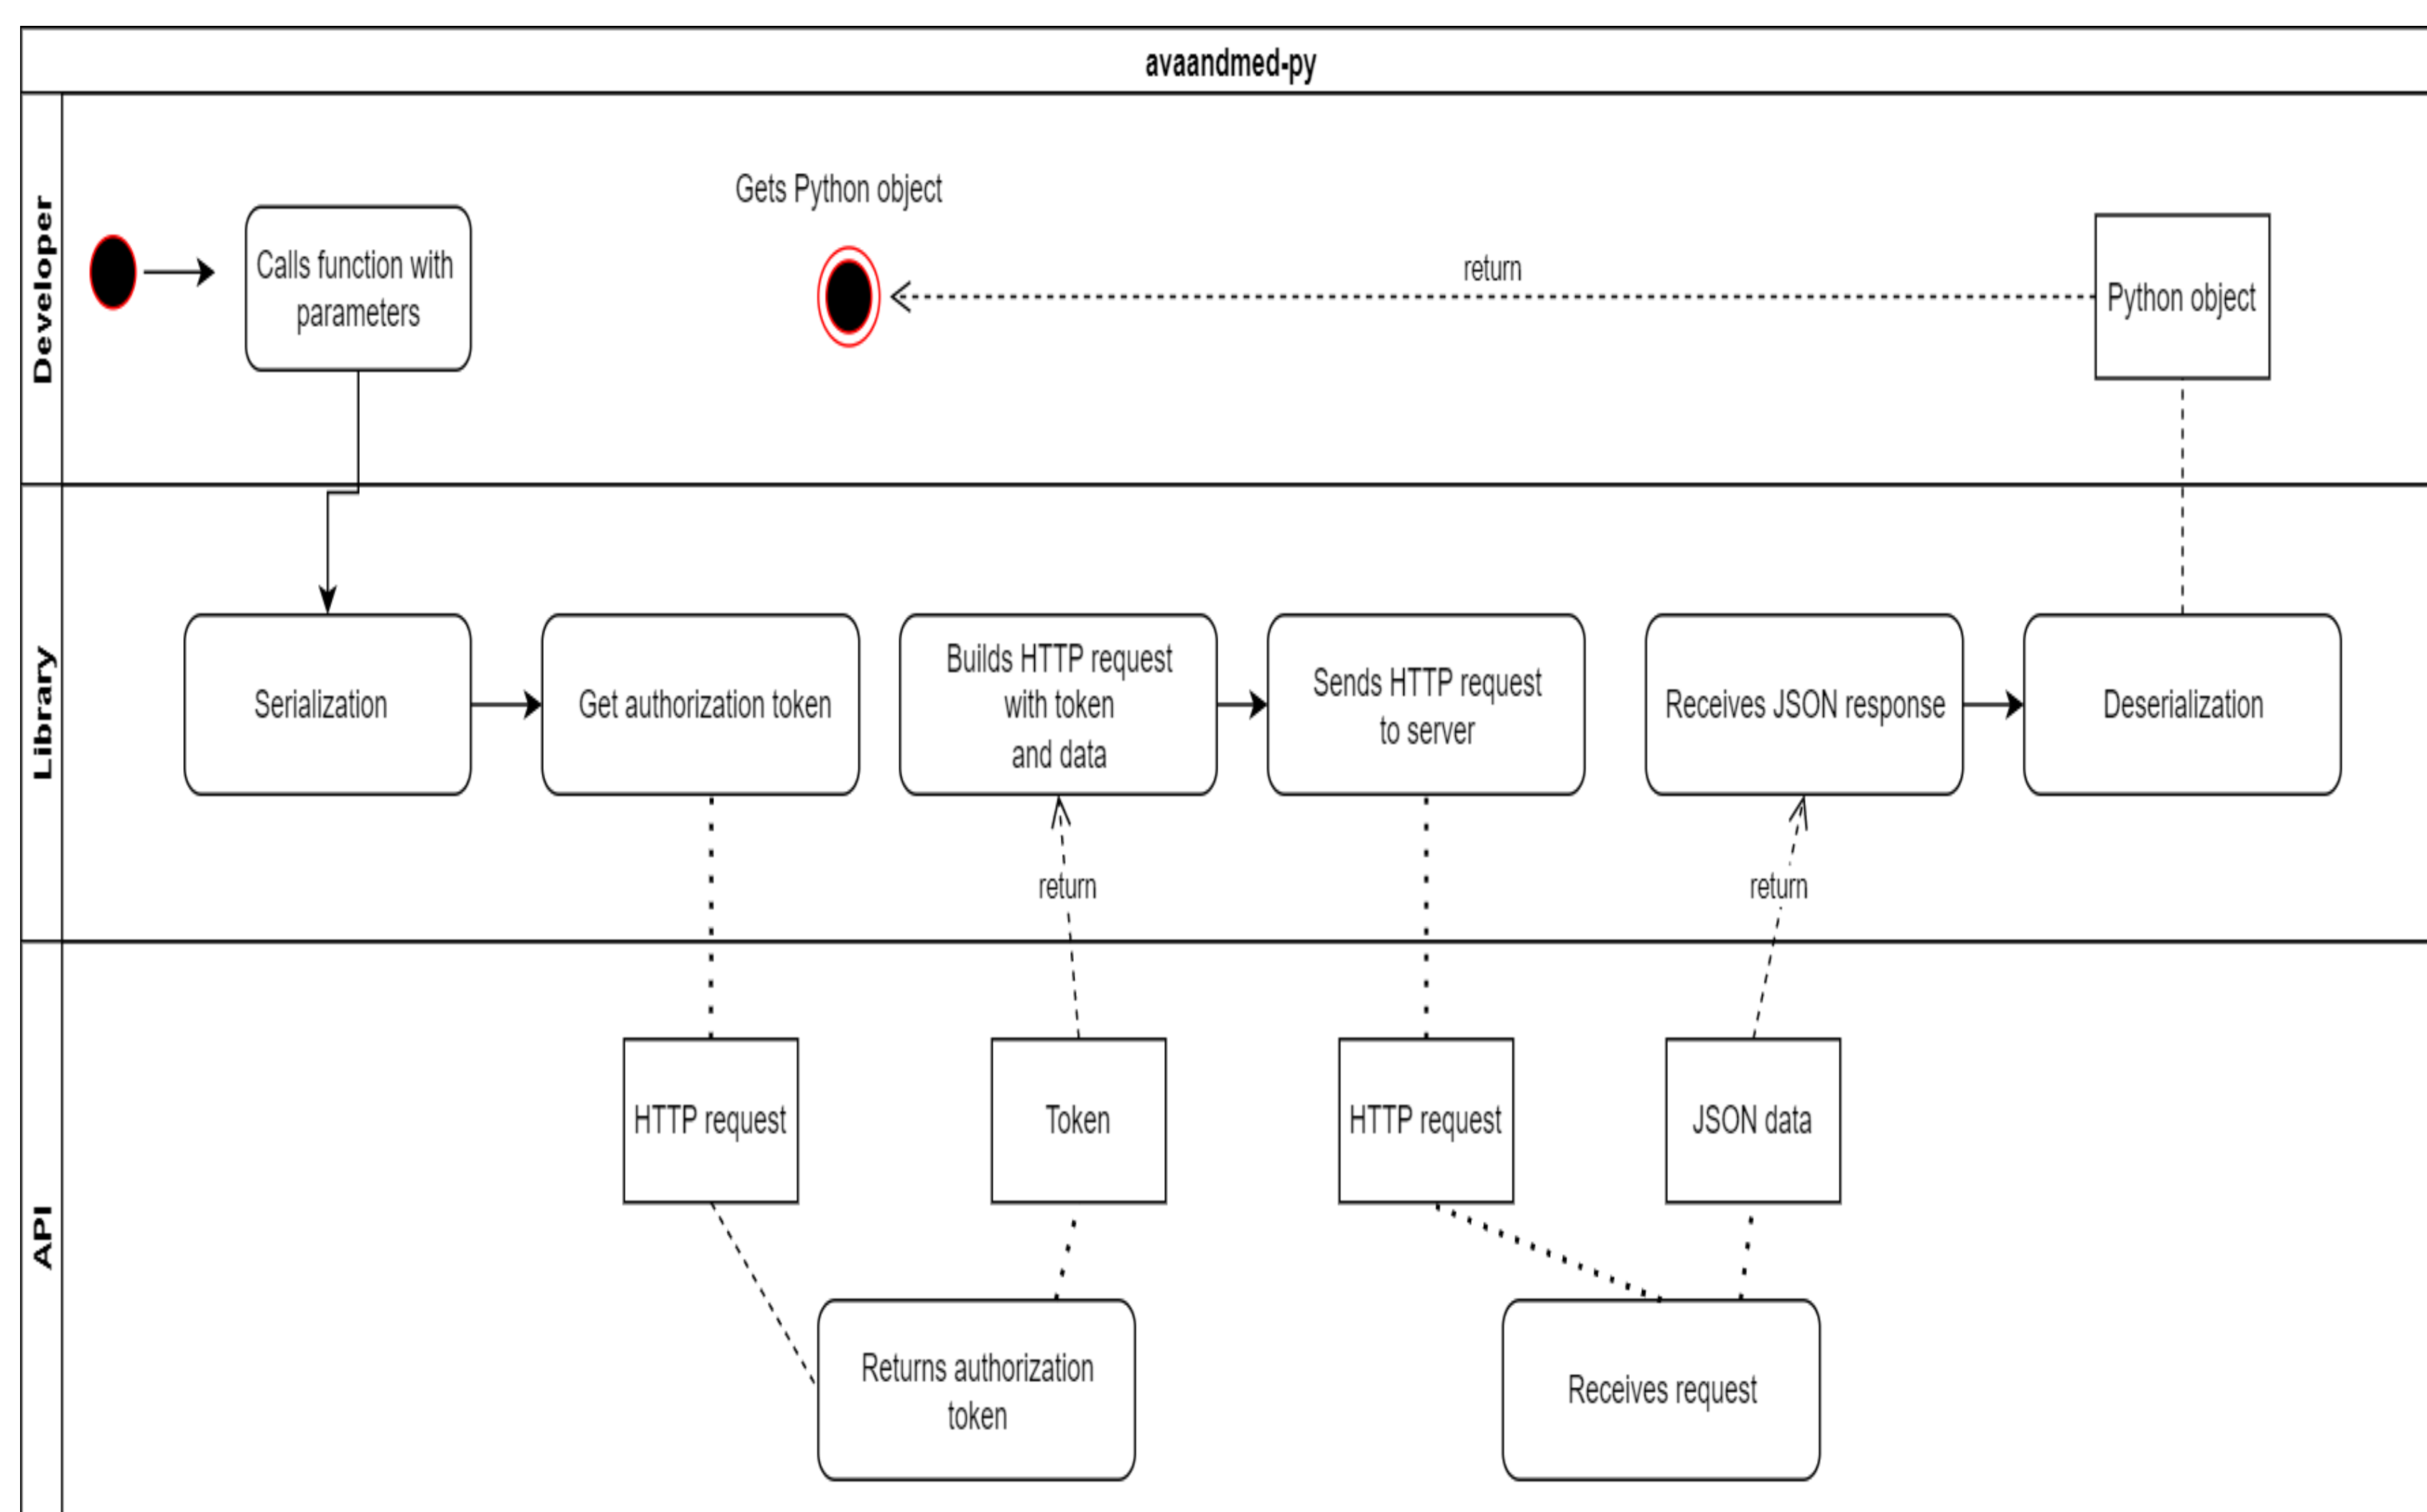 avaandmed-py
Developer
Gets Python object
Calls function with
parameters
return
Python object
Library
Serialization
Get authorization token
Builds HTTP request
with token
and data
Sends HTTP request
to server
Receives JSON response
Deserialization
return
return
API
HTTP request
Token
HTTP request
JSON data
Returns authorization
token
Receives request